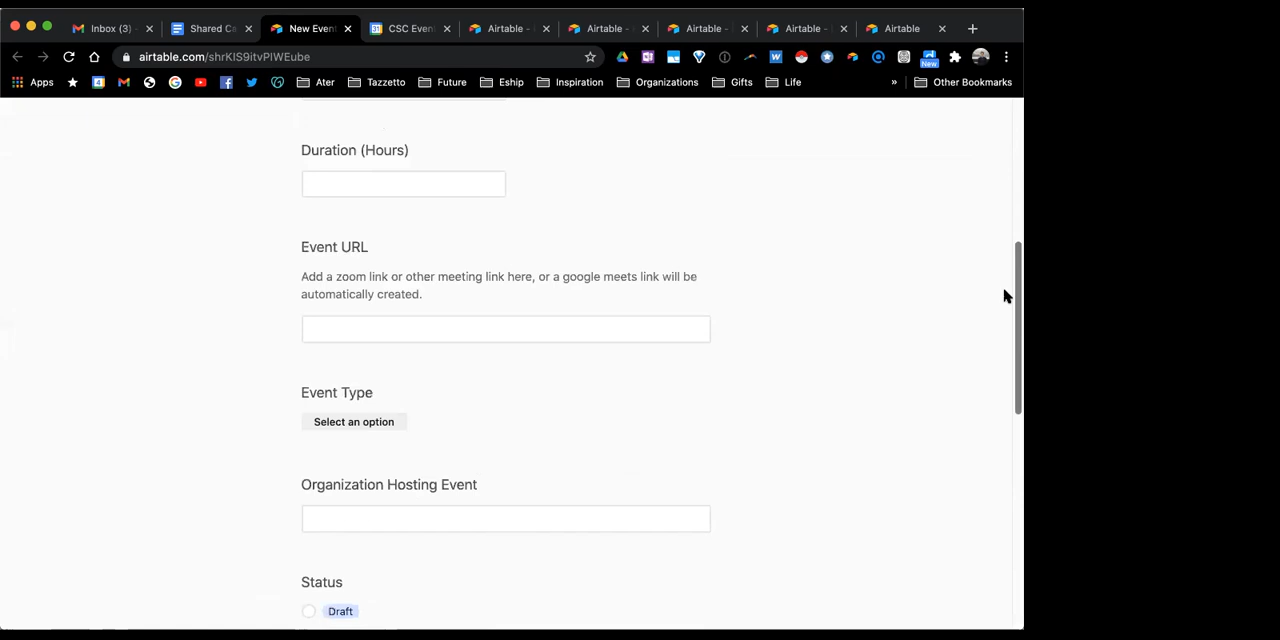 Inbox (3)
Shared Ca
New Event
CSC Even
Airtable -
Airtable -
Airtable -
Airtable -
Airtable
airtable.com/shrKIS9itvPIWEube
New
Apps
4
Ater
Tazzetto
Future
Eship
Inspiration
Organizations
Gifts
Life
»
Other Bookmarks
Duration (Hours)
Event URL
Add a zoom link or other meeting link here, or a google meets link will be
automatically created.
Event Type
Select an option
Organization Hosting Event
Status
Draft